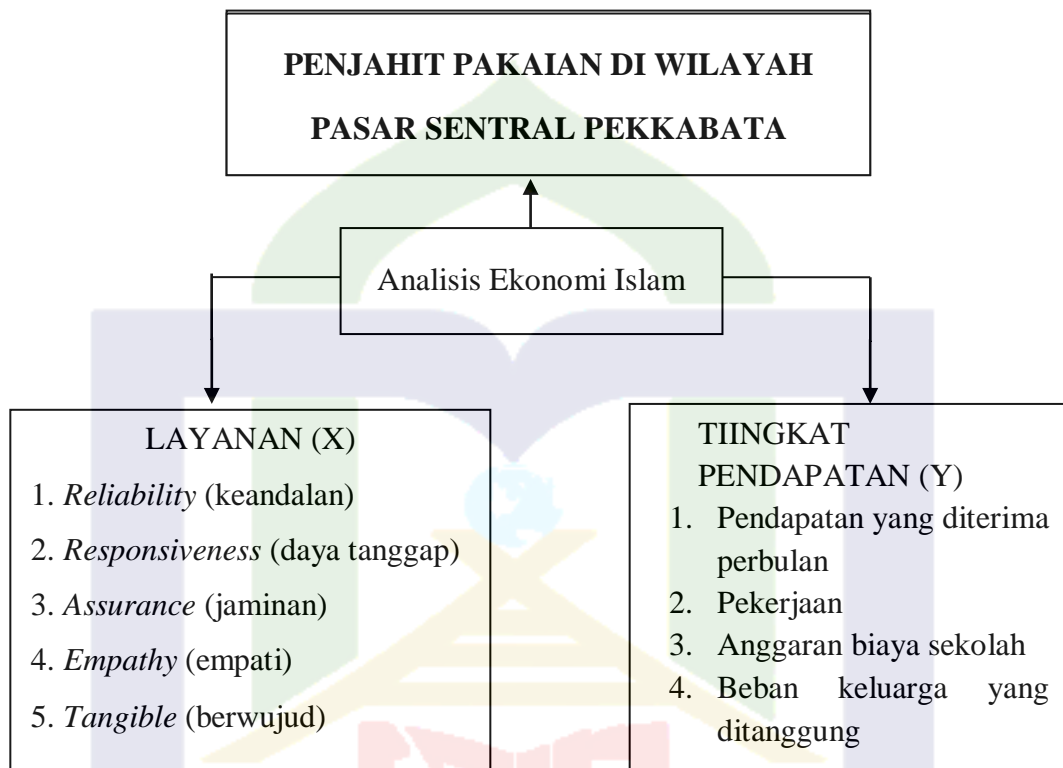 PENJAHIT PAKAIAN DI WILAYAH
PASAR SENTRAL PEKKABATA
Analisis Ekonomi Islam
LAYANAN (X)
1. Reliability (keandalan)
2. Responsiveness (daya tanggap)
3. Assurance (jaminan)
4. Empathy (empati)
5. Tangible (berwujud)
TIINGKAT
PENDAPATAN (Y)
1. Pendapatan yang diterima
perbulan
2. Pekerjaan
3. Anggaran biaya sekolah
4. Beban keluarga yang
ditanggung